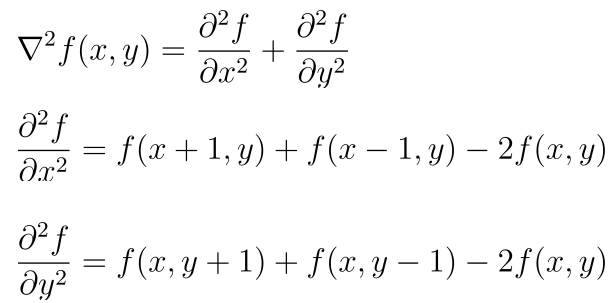 ∇²f(x, y) = ∂²f/∂x² + ∂²f/∂y²
∂²f/∂x² = f(x + 1, y) + f(x − 1, y) − 2f(x, y)
∂²f/∂y² = f(x, y + 1) + f(x, y − 1) − 2f(x, y)